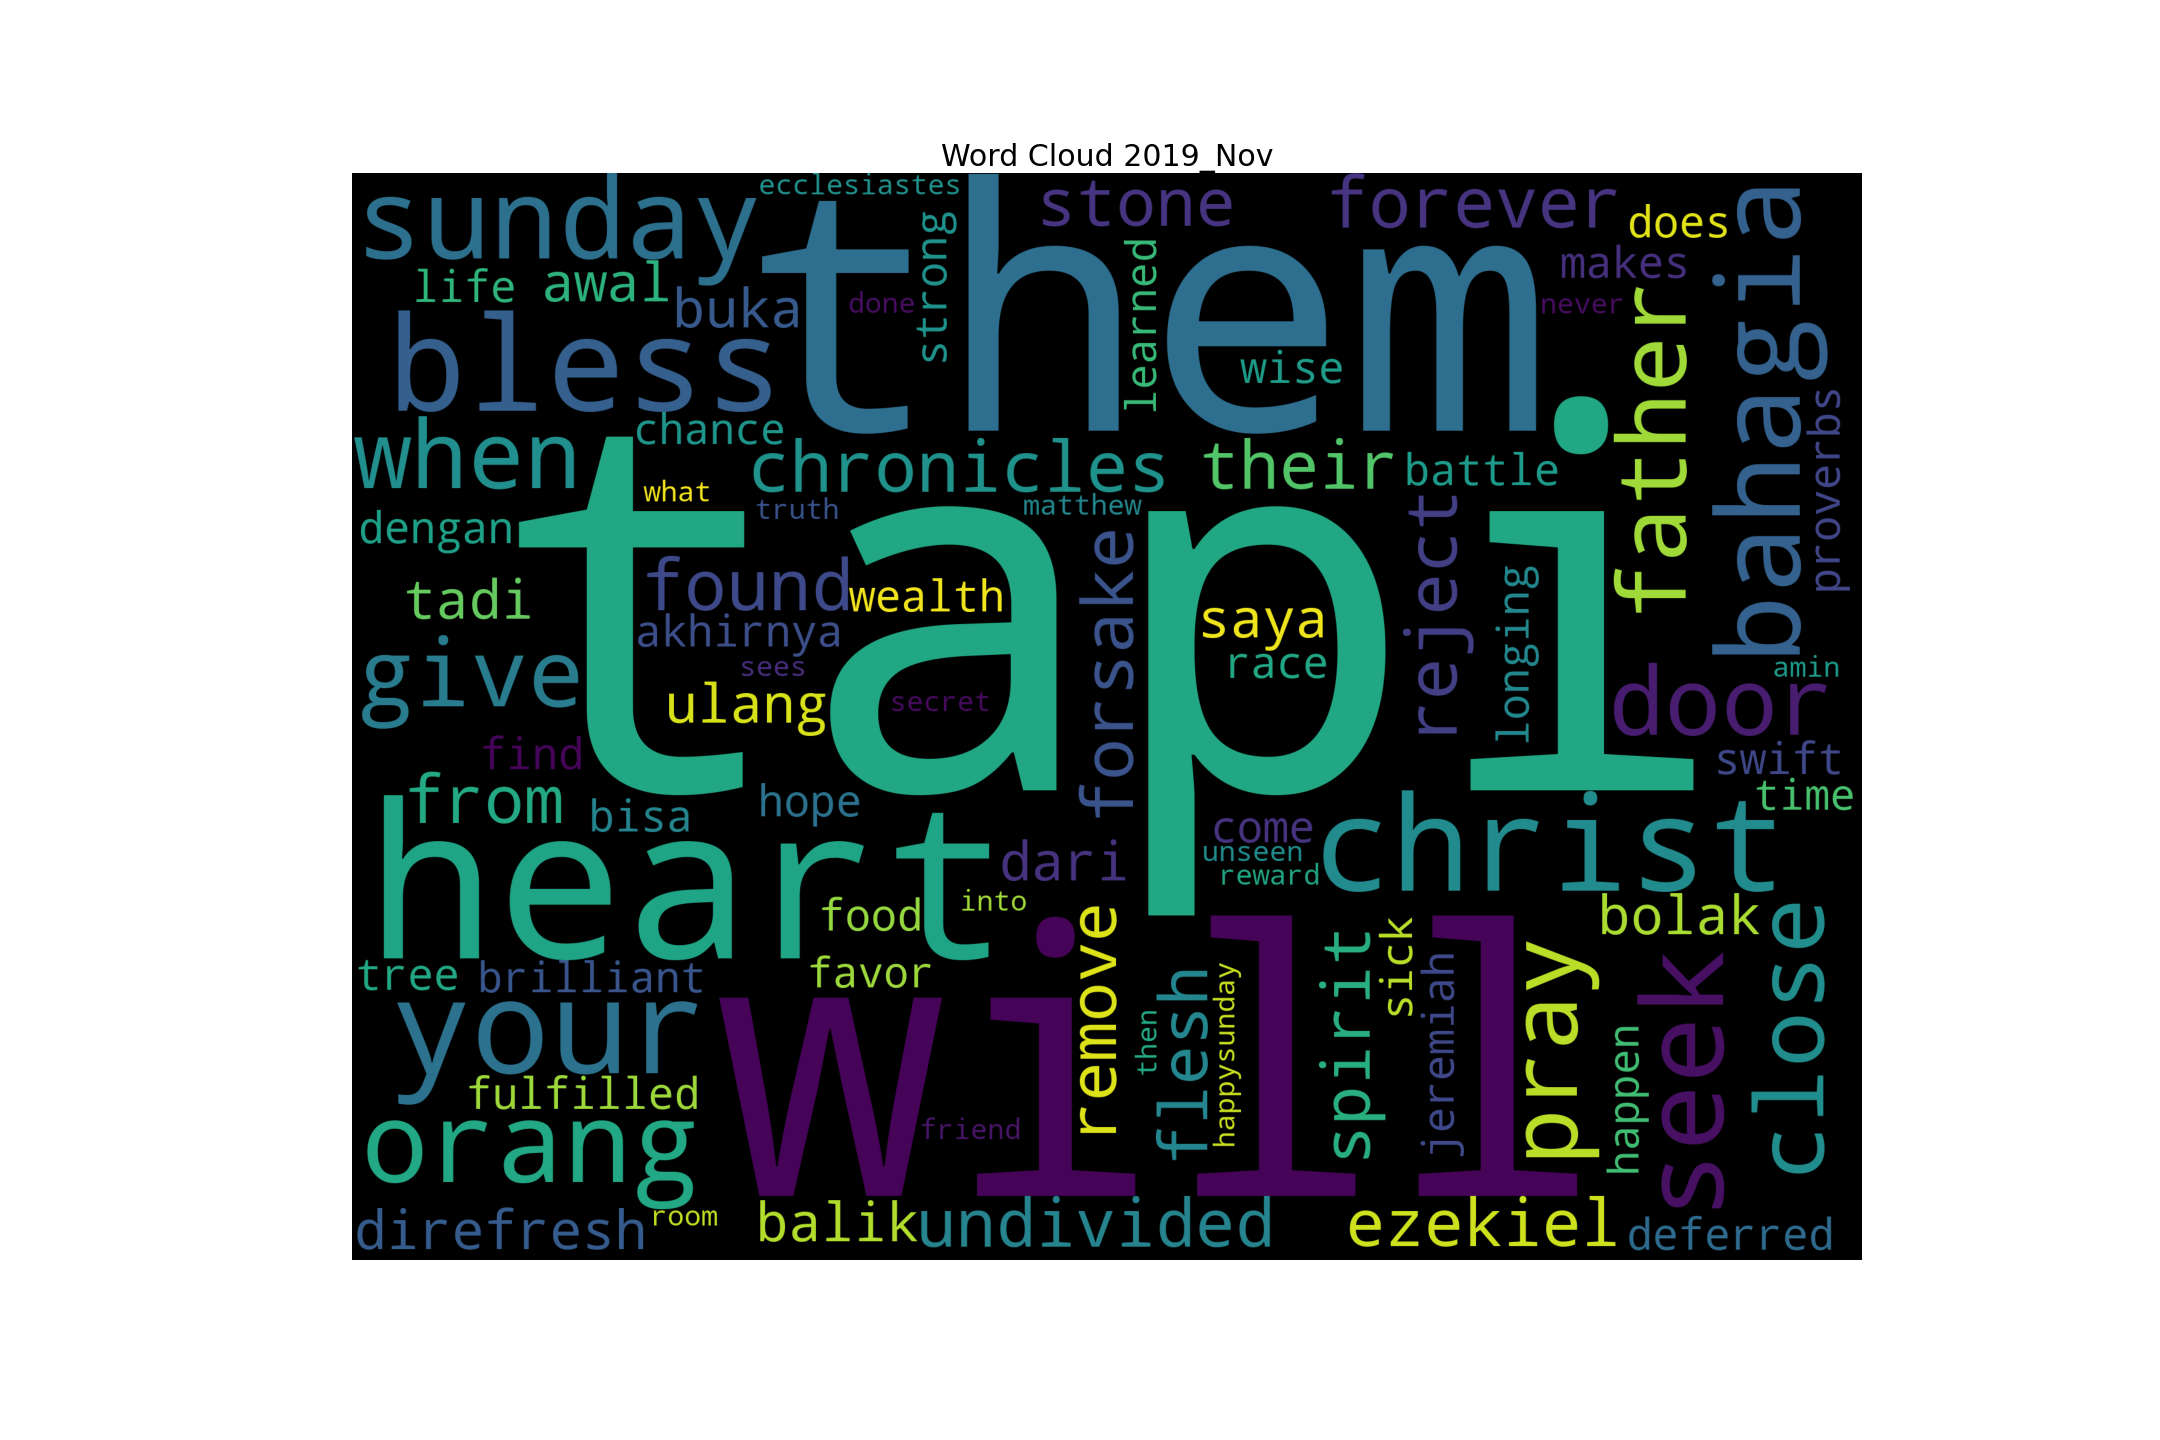 Word Cloud 2019_Nov
sunday
ecclesiastes
them
stone
forever
does
bahagia
life
awal
buka
done
strong
learned
wise
makes
never
father
proverbs
bless
when
chance
chronicles
their
battle
what
truth
matthew
dengan
tapi
tadi
found
akhirnya
wealth
forsake
saya
race
reject
longing
amin
give
sees
ulang
secret
door
find
swift
from
bisa
hope
time
heart
dari
come
unseen
reward
christ
food
into
bolak
tree
brilliant
favor
remove
will
flesh
happysunday
then
spirit
sick
jeremiah
pray
happen
seek
close
your
fulfilled
friend
orang
direfresh
room
balik
undivided
ezekiel
deferred